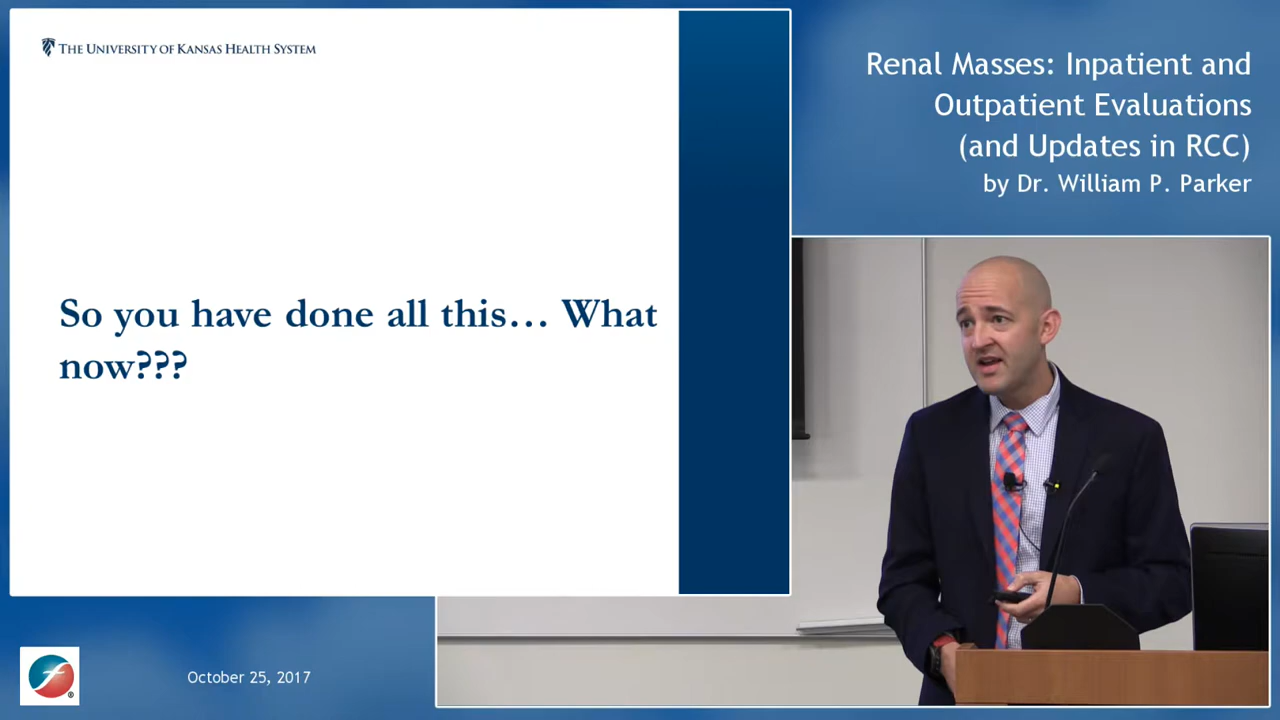 THE UNIVERSITY OF KANSAS HEALTH SYSTEM
So you have done all this... What
now???
Renal Masses: Inpatient and
Outpatient Evaluations
(and Updates in RCC)
by Dr. William P. Parker
October 25, 2017
f®